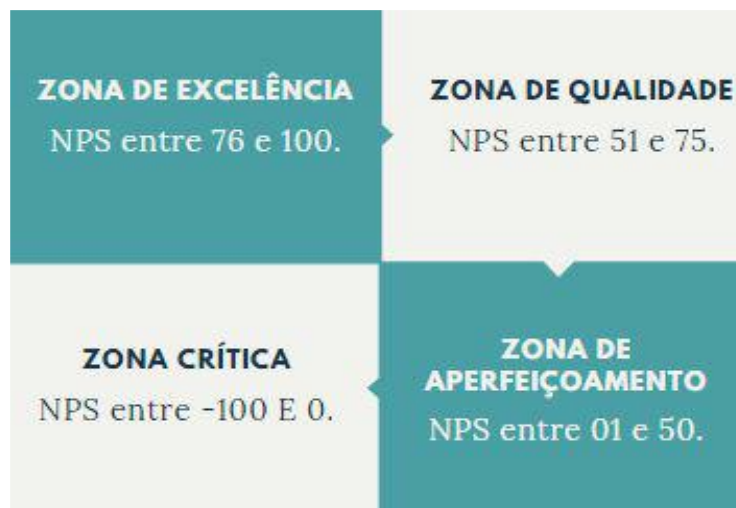 ZONA DE EXCELÊNCIA
NPS entre 76 e 100.
ZONA DE QUALIDADE
NPS entre 51 e 75.
ZONA CRÍTICA
NPS entre -100 E 0.
ZONA DE
APERFEIÇOAMENTO
NPS entre 01 e 50.